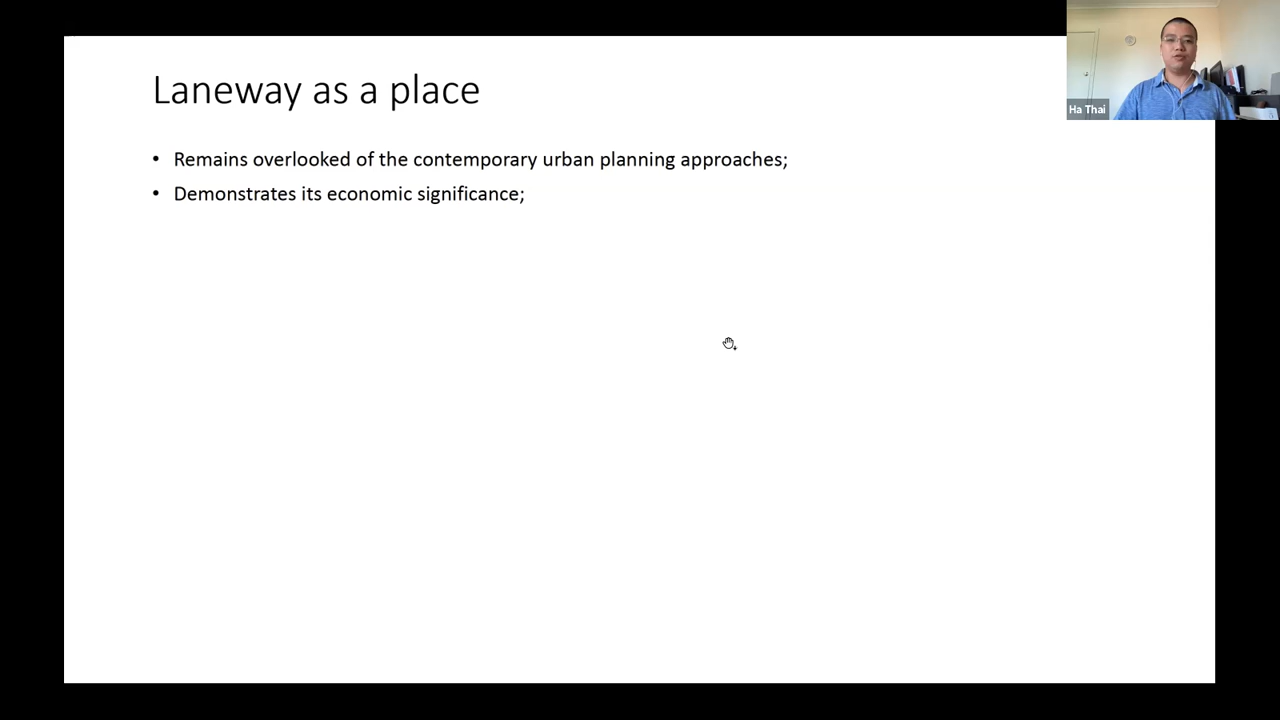 Laneway as a place
• Remains overlooked of the contemporary urban planning approaches;
• Demonstrates its economic significance;
Ha Thai